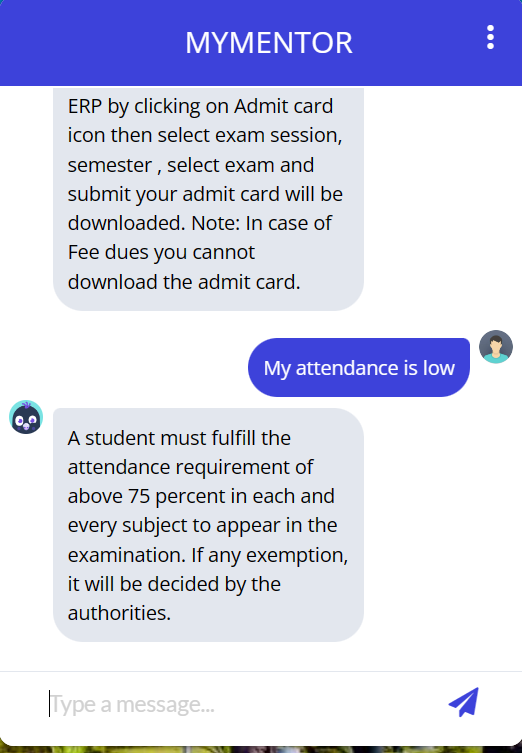 MYMENTOR
ERP by clicking on Admit card
icon then select exam session,
semester , select exam and
submit your admit card will be
downloaded. Note: In case of
Fee dues you cannot
download the admit card.
My attendance is low
A student must fulfill the
attendance requirement of
above 75 percent in each and
every subject to appear in the
examination. If any exemption,
it will be decided by the
authorities.
Type a message...